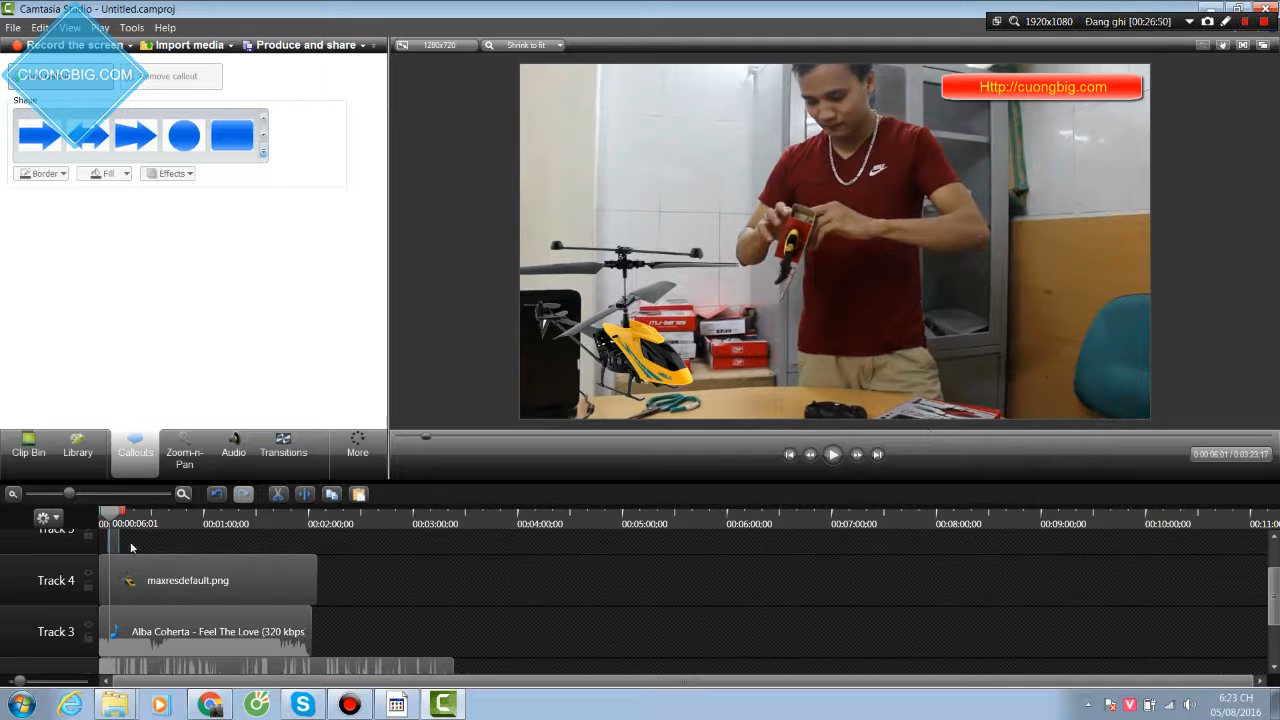 Camtasia Studio - Untitled.camproj
1920x1080 Đang ghi [00:26:50]
File Edit View Play Tools Help
Record the screen Import media Produce and share
1280x720 Shrink to fit
CUONGBIG.COM
Remove callout
Http://cuongbig.com
Shape
Border Fill Effects
Clip Bin
Library
Callouts
Zoom-n-
Pan
Audio
Transitions
More
0:00:06:01 / 0:03:23:17
00: 00:00:06:01 00:01:00:00 00:02:00:00 00:03:00:00 00:04:00:00 00:05:00:00 00:06:00:00 00:07:00:00 00:08:00:00 00:09:00:00 00:10:00:00 00:11:0
Track 5
Track 4 maxresdefault.png
Track 3 Alba Coherta - Feel The Love (320 kbps
6:23 CH
05/08/2016